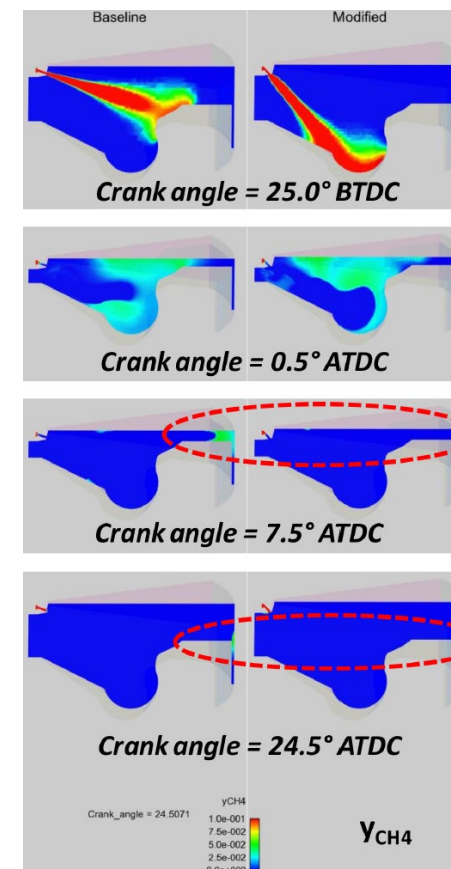 Baseline Modified
Crank angle = 25.0° BTDC
Crank angle = 0.5° ATDC
Crank angle = 7.5° ATDC
Crank angle = 24.5° ATDC
yCH4
Crank_angle = 24.5071
1.0e-001
7.5e-002
5.0e-002
2.5e-002
yCH4